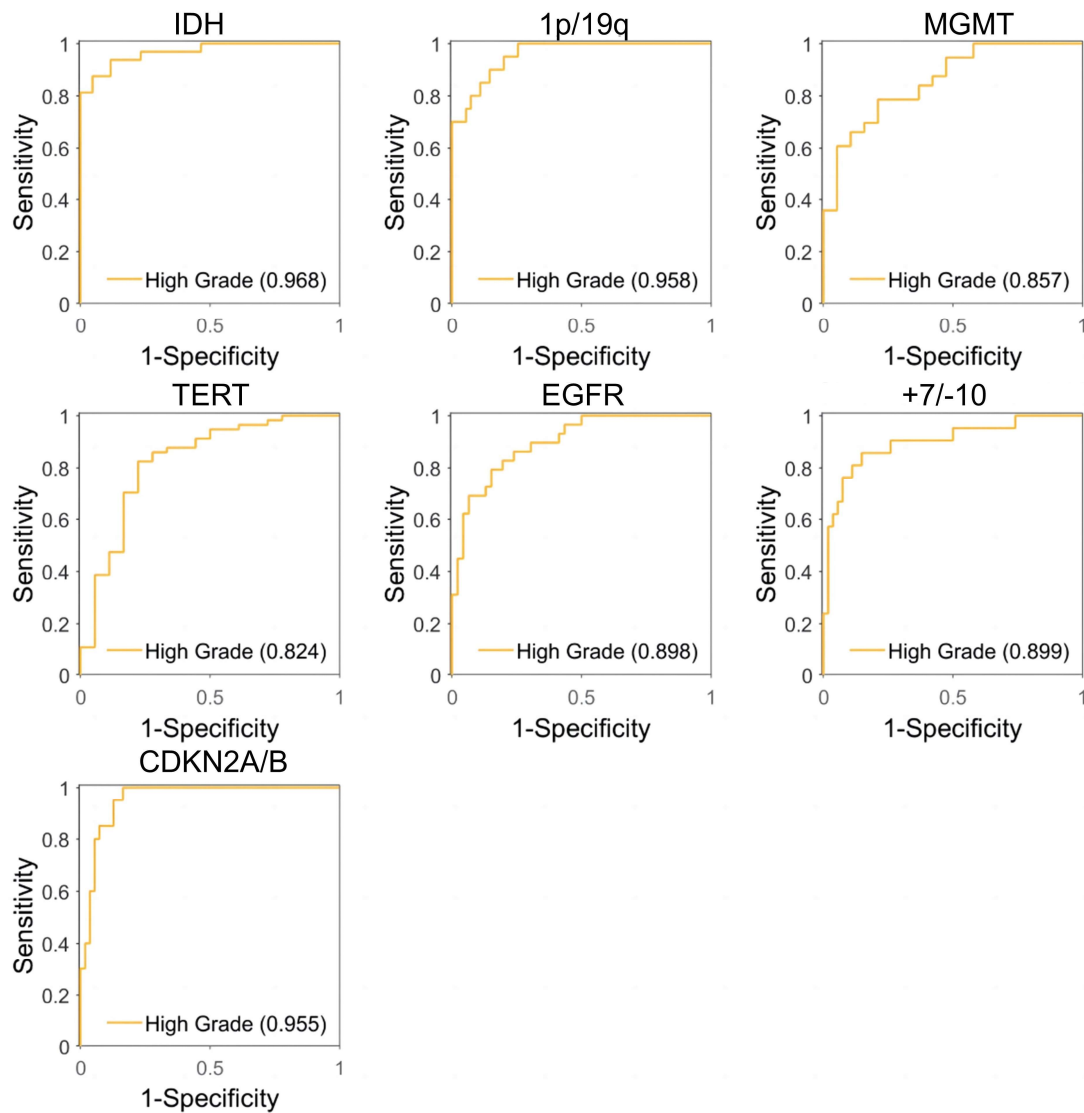 IDH
1
0.8
0.6
0.4
0.2
0
Sensitivity
High Grade (0.968)
0 0.5 1
1-Specificity
1p/19q
1
0.8
0.6
0.4
0.2
0
Sensitivity
High Grade (0.958)
0 0.5 1
1-Specificity
MGMT
1
0.8
0.6
0.4
0.2
0
Sensitivity
High Grade (0.857)
0 0.5 1
1-Specificity
TERT
1
0.8
0.6
0.4
0.2
0
Sensitivity
High Grade (0.824)
0 0.5 1
1-Specificity
EGFR
1
0.8
0.6
0.4
0.2
0
Sensitivity
High Grade (0.898)
0 0.5 1
1-Specificity
+7/-10
1
0.8
0.6
0.4
0.2
0
Sensitivity
High Grade (0.899)
0 0.5 1
1-Specificity
CDKN2A/B
1
0.8
0.6
0.4
0.2
0
Sensitivity
High Grade (0.955)
0 0.5 1
1-Specificity